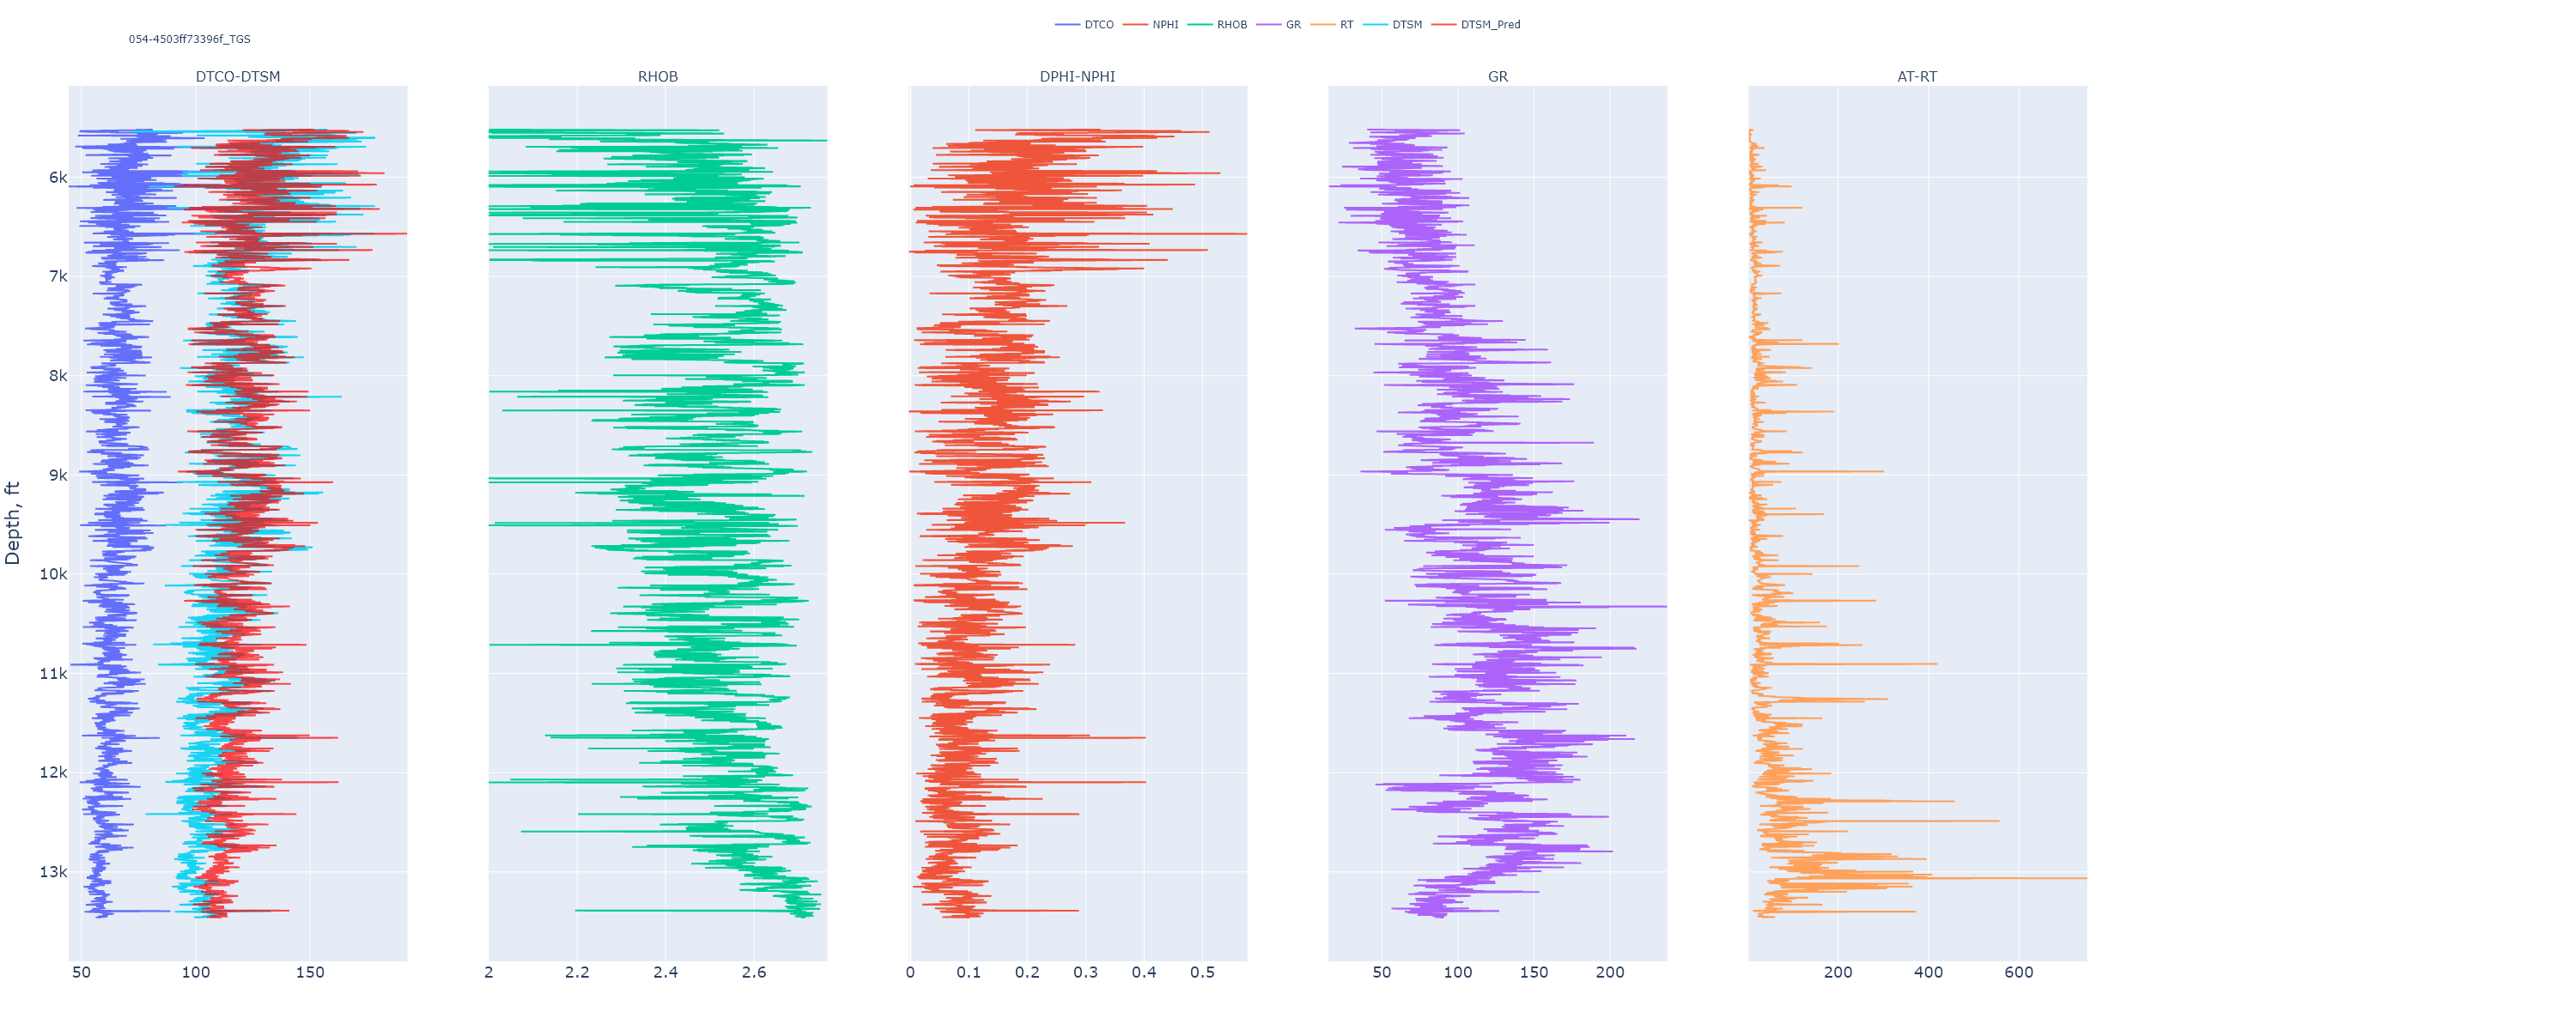 DTCO NPHI RHOB GR RT DTSM DTSM_Pred
054-4503ff73396f_TGS
DTCO-DTSM RHOB DPHI-NPHI GR AT-RT
6k
7k
8k
9k
Depth, ft
10k
11k
12k
13k
50 100 150 2 2.2 2.4 2.6 0 0.1 0.2 0.3 0.4 0.5 50 100 150 200 200 400 600